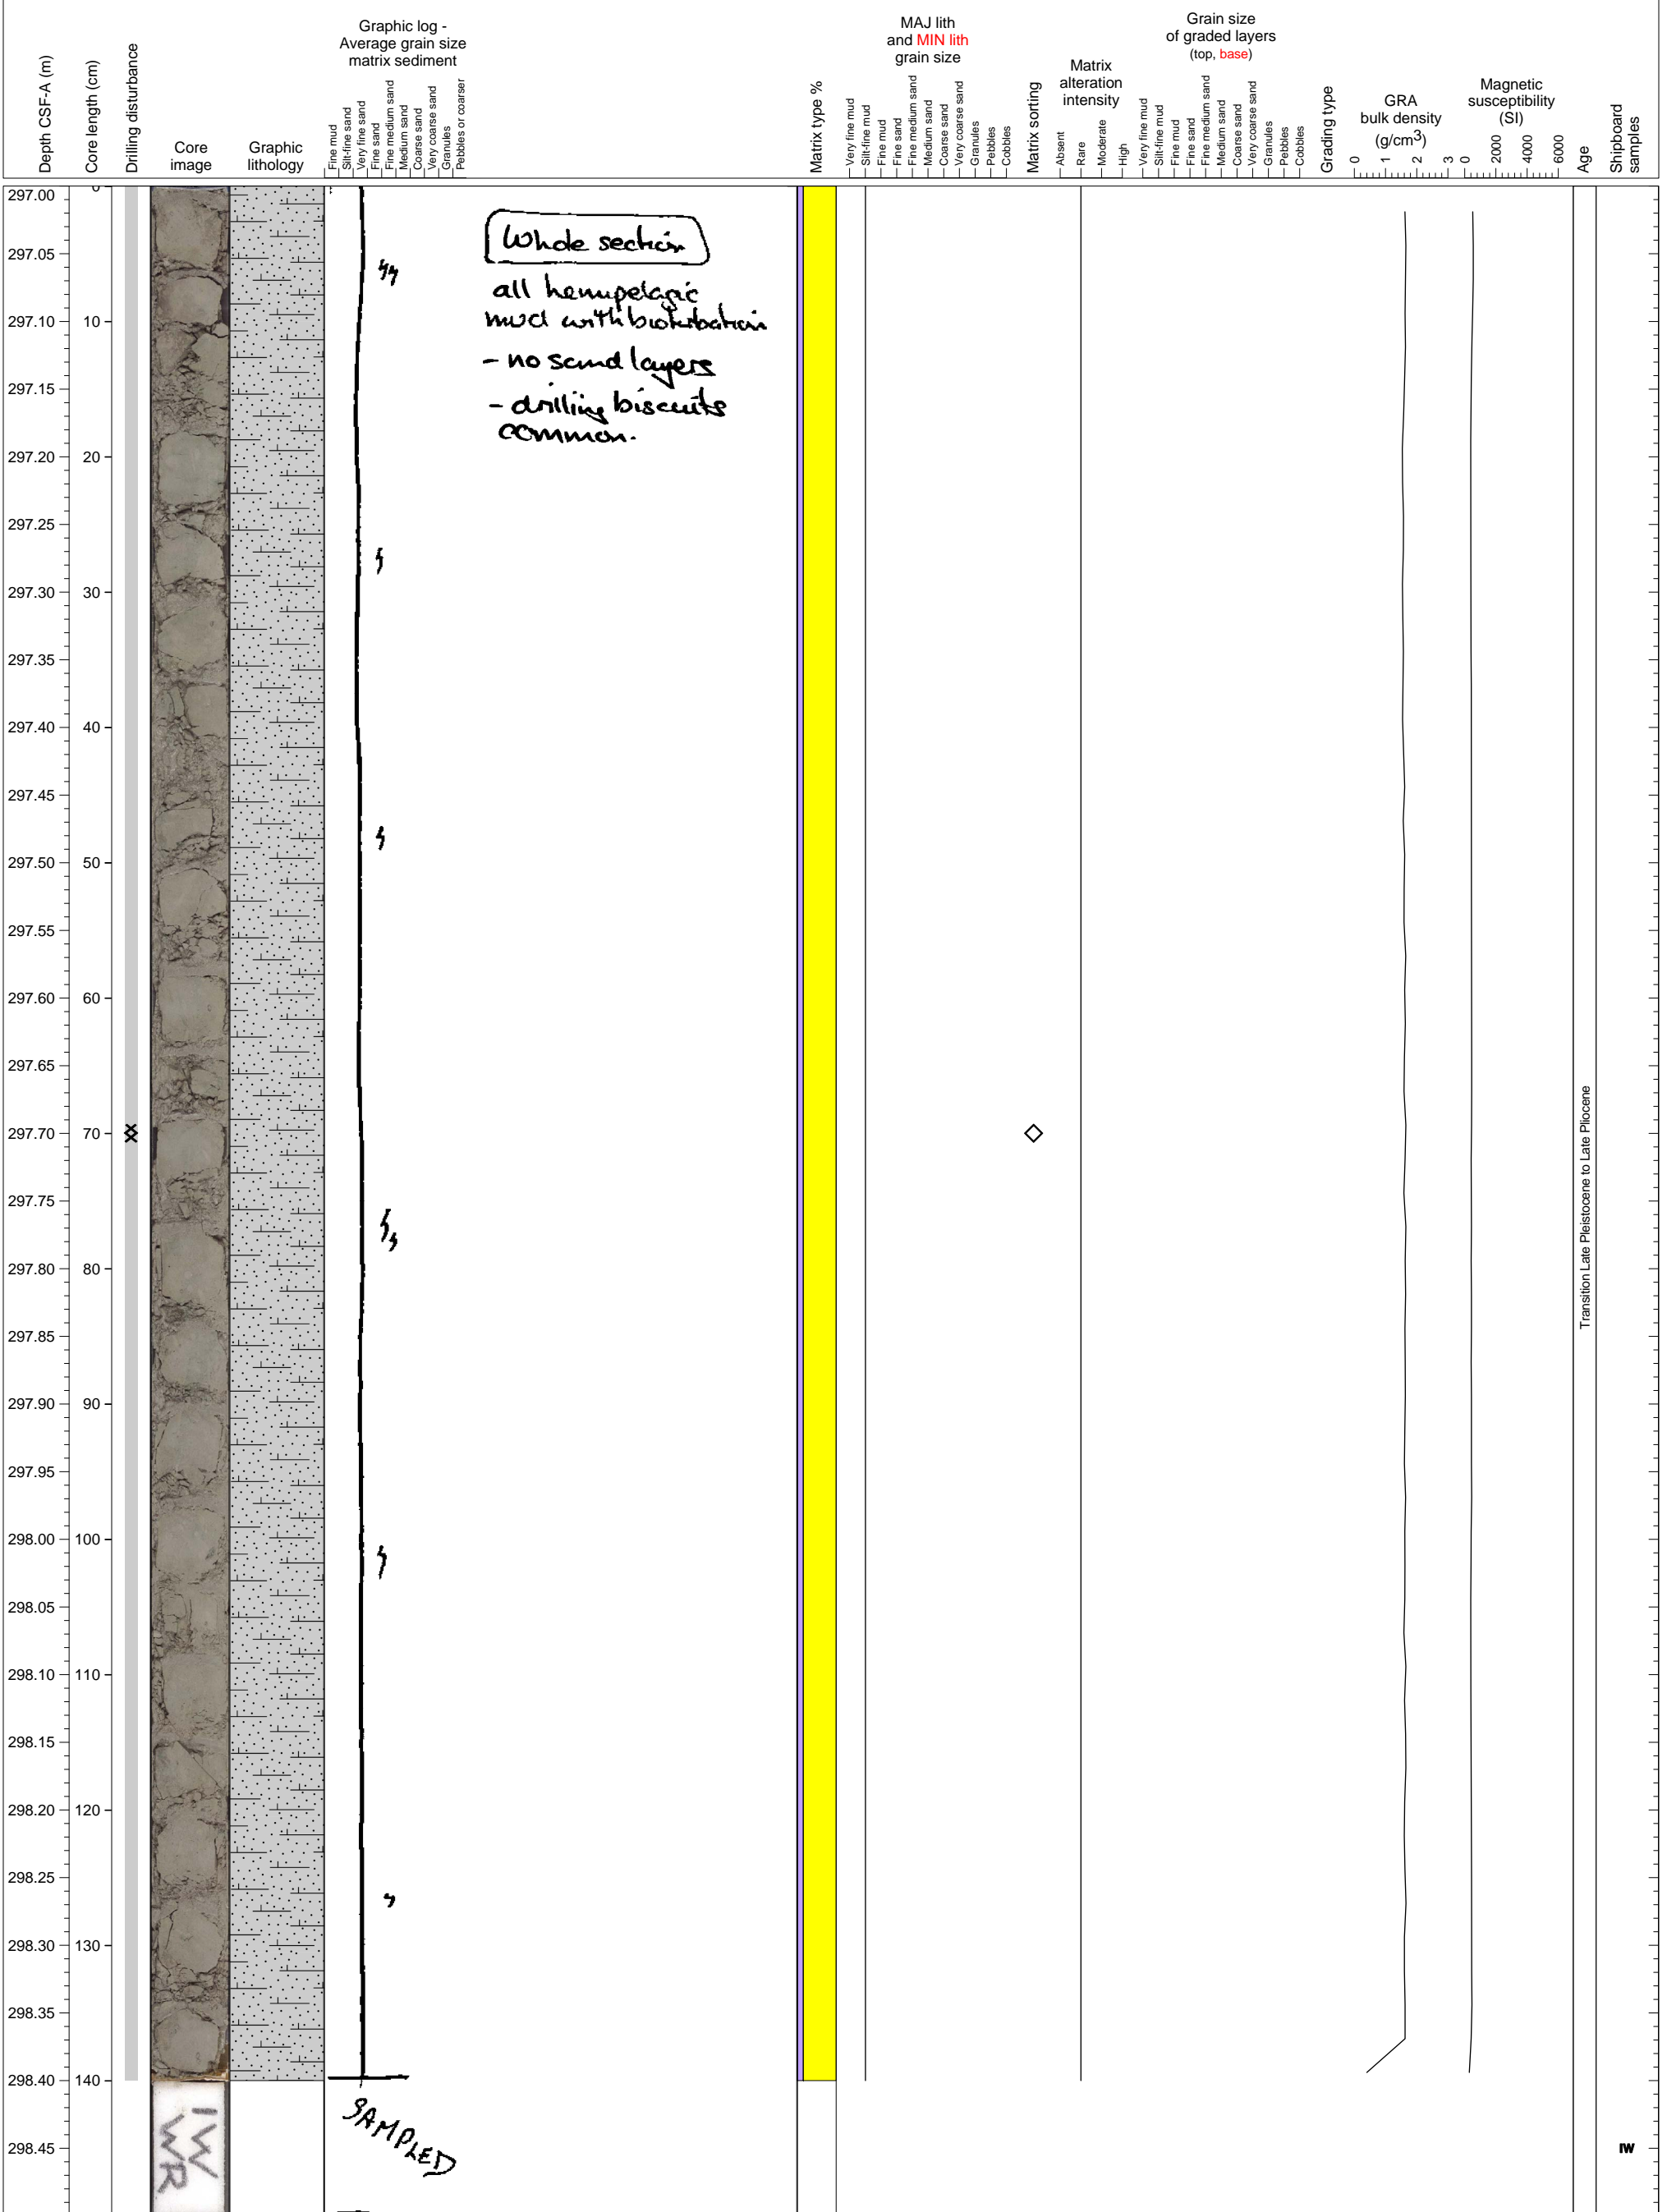 Depth CSF-A (m)
Core length (cm)
Drilling disturbance
Core
image
Graphic
lithology
Graphic log -
Average grain size
matrix sediment
Fine mud
Silt-fine sand
Very fine sand
Fine sand
Fine medium sand
Medium sand
Coarse sand
Very coarse sand
Granules
Pebbles or coarser
Matrix type %
MAJ lith
and MIN lith
grain size
Very fine mud
Silt-fine mud
Fine mud
Fine sand
Fine medium sand
Medium sand
Coarse sand
Very coarse sand
Granules
Pebbles
Cobbles
Matrix sorting
Matrix
alteration
intensity
Absent
Rare
Moderate
High
Grain size
of graded layers
(top, base)
Very fine mud
Silt-fine mud
Fine mud
Fine sand
Fine medium sand
Medium sand
Coarse sand
Very coarse sand
Granules
Pebbles
Cobbles
Grading type
GRA
bulk density
(g/cm3)
0 1 2 3
Magnetic
susceptibility
(SI)
0 2000 4000 6000
Age
Shipboard
samples
297.00 0
297.05
297.10 10
297.15
297.20 20
297.25
297.30 30
297.35
297.40 40
297.45
297.50 50
297.55
297.60 60
297.65
297.70 70
297.75
297.80 80
297.85
297.90 90
297.95
298.00 100
298.05
298.10 110
298.15
298.20 120
298.25
298.30 130
298.35
298.40 140
298.45
Whole section
all hemipelagic
mud with bioturbation
- no sand layers
- drilling biscuits
common.
Transition Late Pleistocene to Late Pliocene
SAMPLED
IW
WR
IW